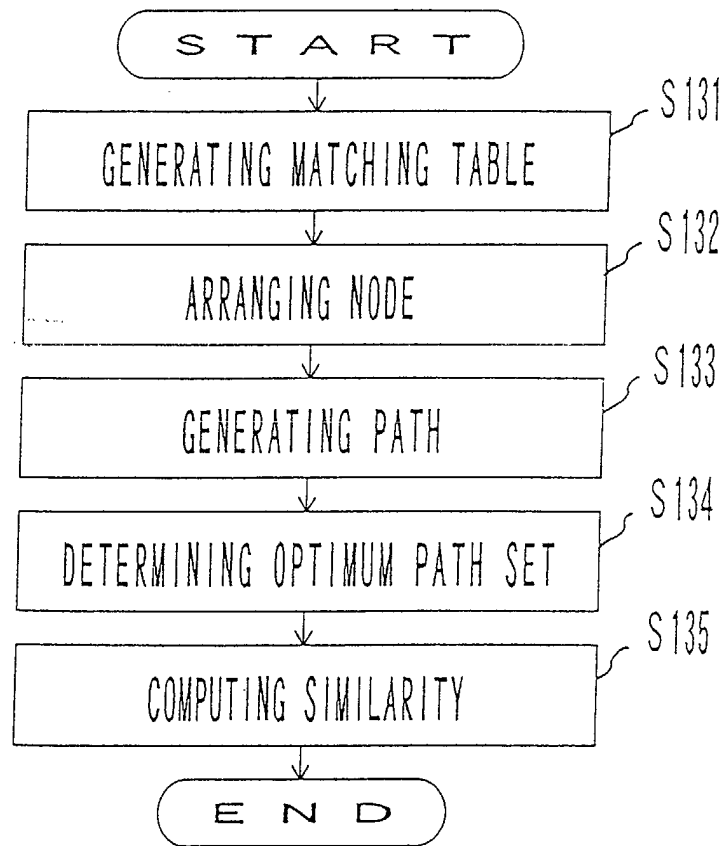 START
S131
GENERATING MATCHING TABLE
S132
ARRANGING NODE
S133
GENERATING PATH
S134
DETERMINING OPTIMUM PATH SET
S135
COMPUTING SIMILARITY
END